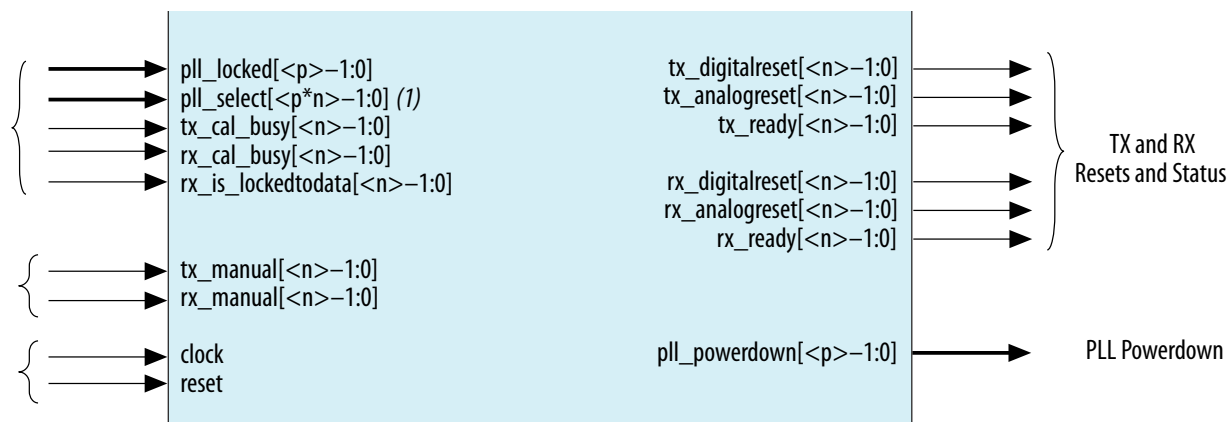 pll_locked[<p>–1:0]
pll_select[<p*n>–1:0] (1)
tx_cal_busy[<n>–1:0]
rx_cal_busy[<n>–1:0]
rx_is_lockedtodata[<n>–1:0]
tx_manual[<n>–1:0]
rx_manual[<n>–1:0]
clock
reset
tx_digitalreset[<n>–1:0]
tx_analogreset[<n>–1:0]
tx_ready[<n>–1:0]
rx_digitalreset[<n>–1:0]
rx_analogreset[<n>–1:0]
rx_ready[<n>–1:0]
pll_powerdown[<p>–1:0]
TX and RX
Resets and Status
PLL Powerdown